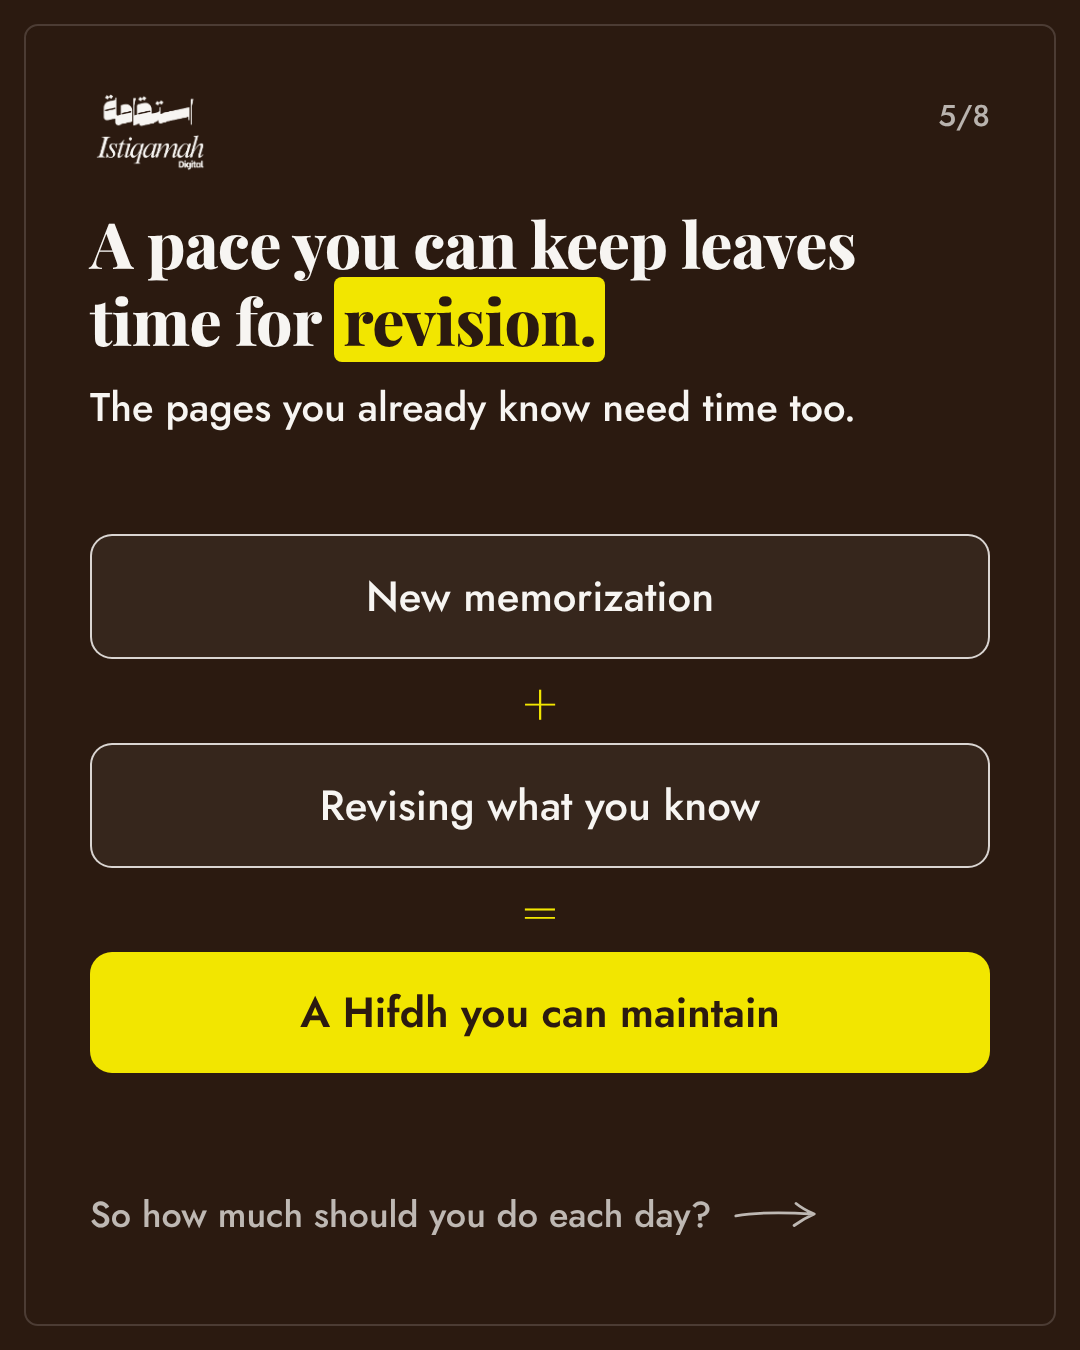 استقامة
Istiqamah
Digital
5/8
A pace you can keep leaves
time for revision.
The pages you already know need time too.
New memorization
+
Revising what you know
=
A Hifdh you can maintain
So how much should you do each day?